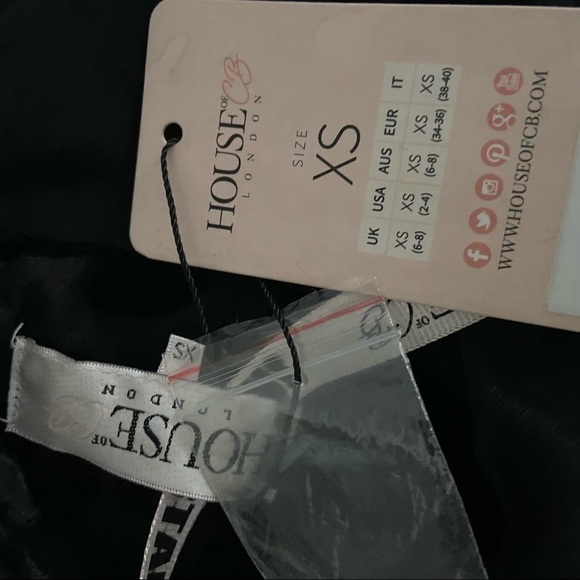 HOUSE OF CB
LONDON
SIZE
XS
UK USA AUS EUR IT
XS XS XS XS XS
(6-8) (2-4) (6-8) (34-36) (38-40)
WWW.HOUSEOFCB.COM
XS
HOUSE OF CB
LONDON
OF